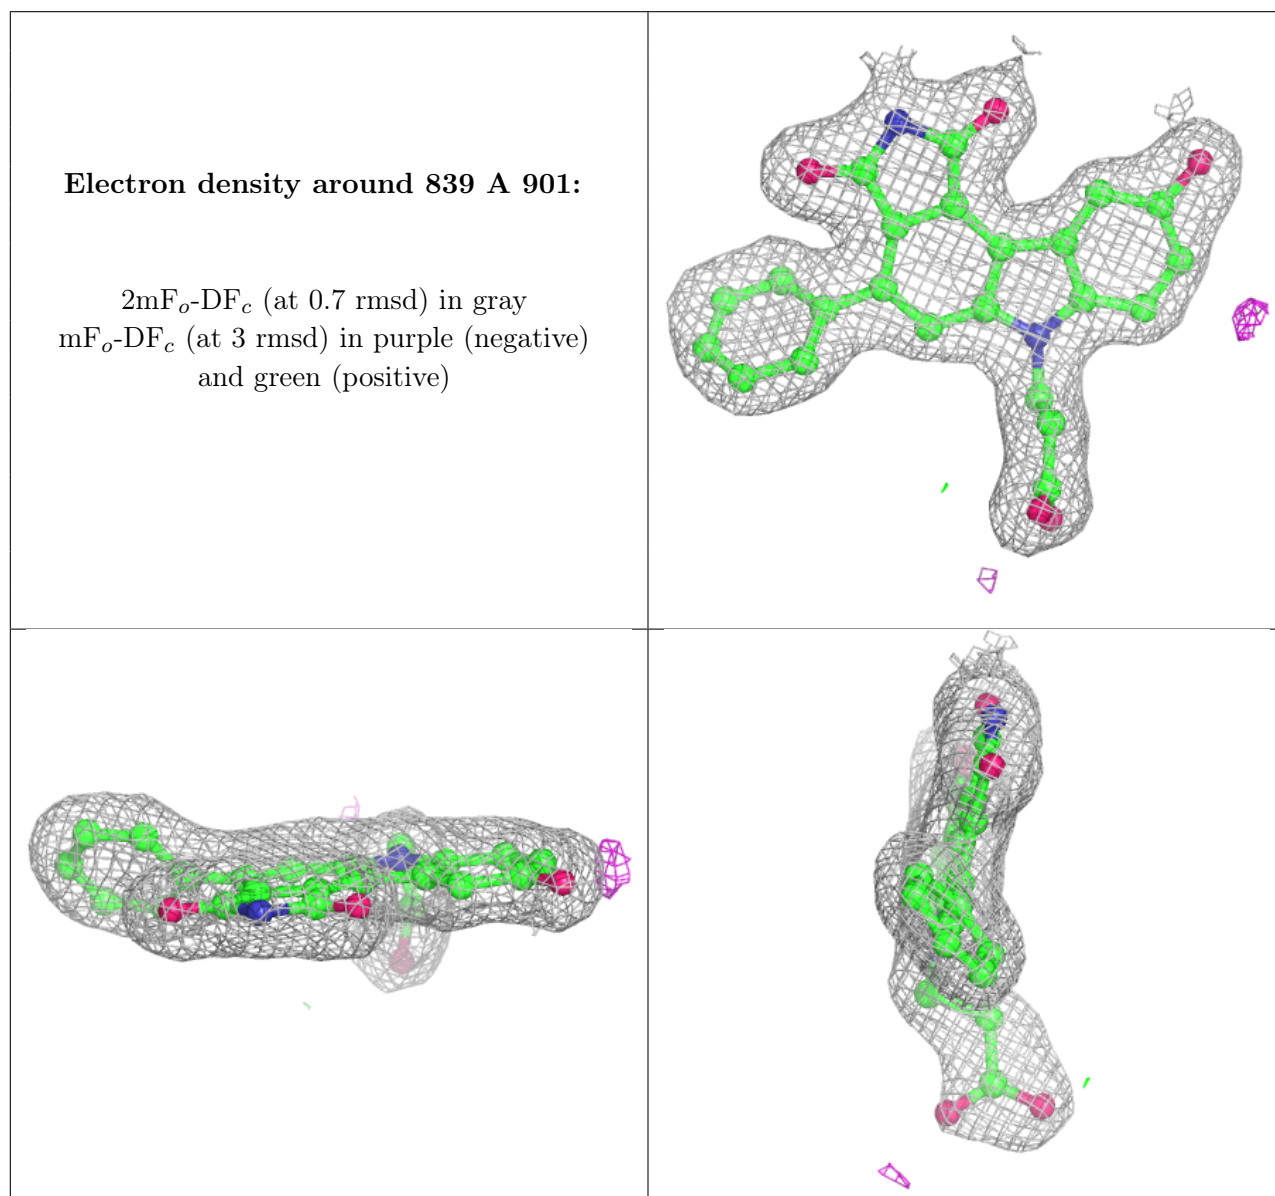 Electron density around 839 A 901:
2mFo-DFc (at 0.7 rmsd) in gray
mFo-DFc (at 3 rmsd) in purple (negative)
and green (positive)